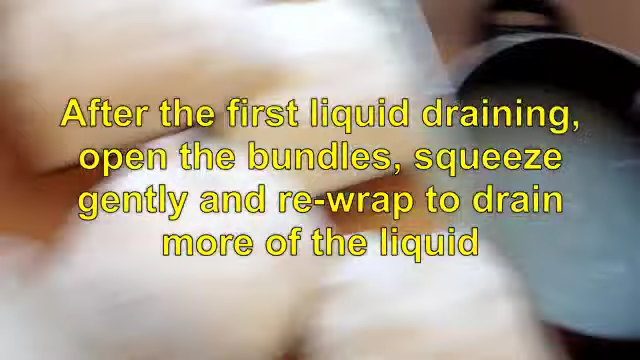 After the first liquid draining,
open the bundles, squeeze
gently and re-wrap to drain
more of the liquid